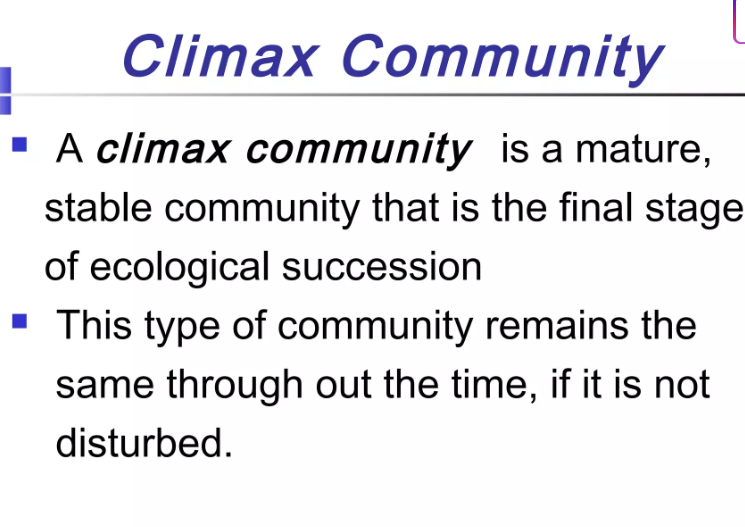 Climax Community
A climax community is a mature,
stable community that is the final stage
of ecological succession
This type of community remains the
same through out the time, if it is not
disturbed.